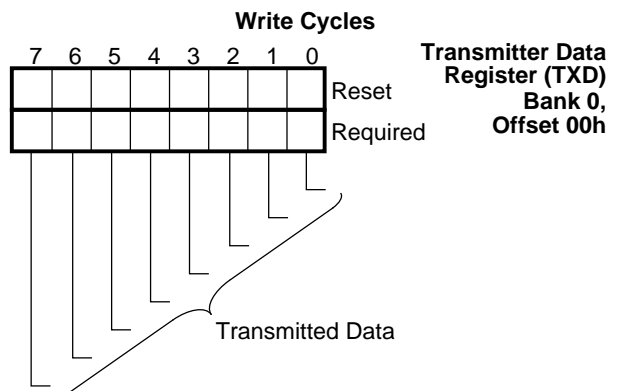 Write Cycles
7 6 5 4 3 2 1 0
Reset
Required
Transmitter Data
Register (TXD)
Bank 0,
Offset 00h
Transmitted Data